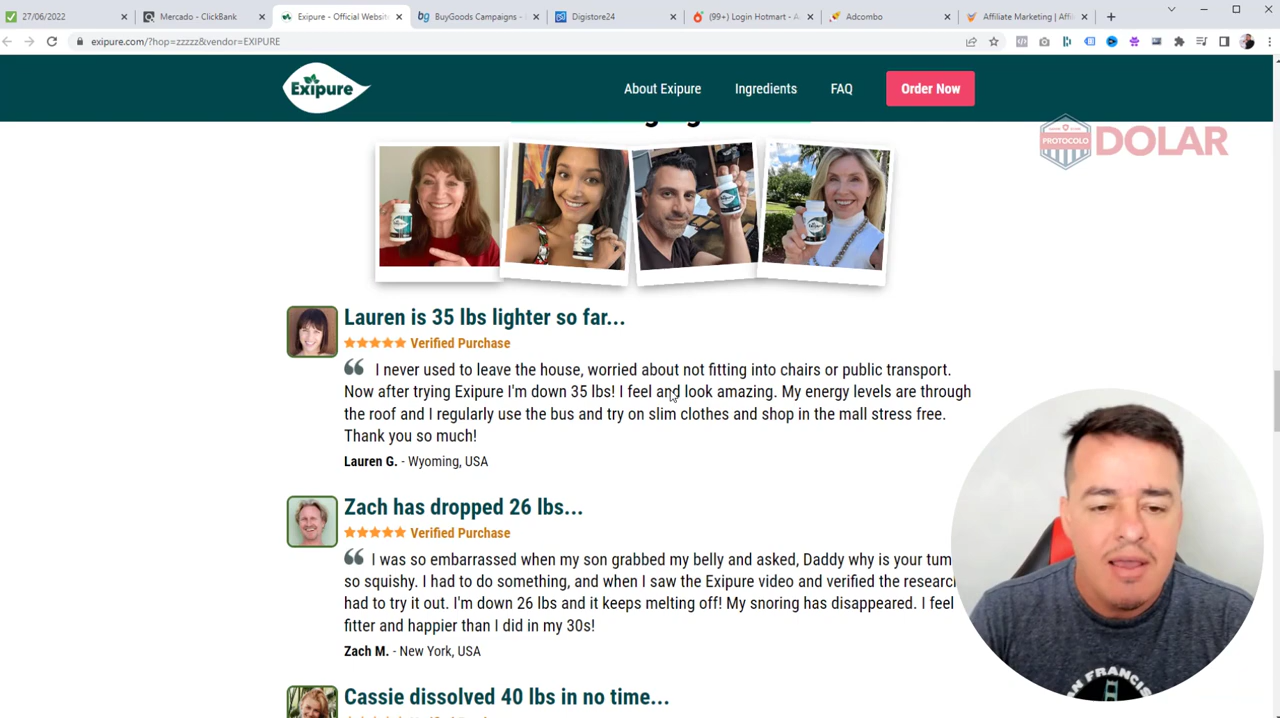 27/06/2022
Mercado - ClickBank
Exipure - Official Website
BuyGoods Campaigns -
Digistore24
(99+) Login Hotmart - A
Adcombo
Affiliate Marketing | Affili
exipure.com/?hop=zzzzz&vendor=EXIPURE
Exipure
About Exipure
Ingredients
FAQ
Order Now
PROTOCOLO DOLAR
Lauren is 35 lbs lighter so far...
Verified Purchase
I never used to leave the house, worried about not fitting into chairs or public transport.
Now after trying Exipure I'm down 35 lbs! I feel and look amazing. My energy levels are through
the roof and I regularly use the bus and try on slim clothes and shop in the mall stress free.
Thank you so much!
Lauren G. - Wyoming, USA
Zach has dropped 26 lbs...
Verified Purchase
I was so embarrassed when my son grabbed my belly and asked, Daddy why is your tum
so squishy. I had to do something, and when I saw the Exipure video and verified the researc
had to try it out. I'm down 26 lbs and it keeps melting off! My snoring has disappeared. I feel
fitter and happier than I did in my 30s!
Zach M. - New York, USA
Cassie dissolved 40 lbs in no time...
AN FRANCIS